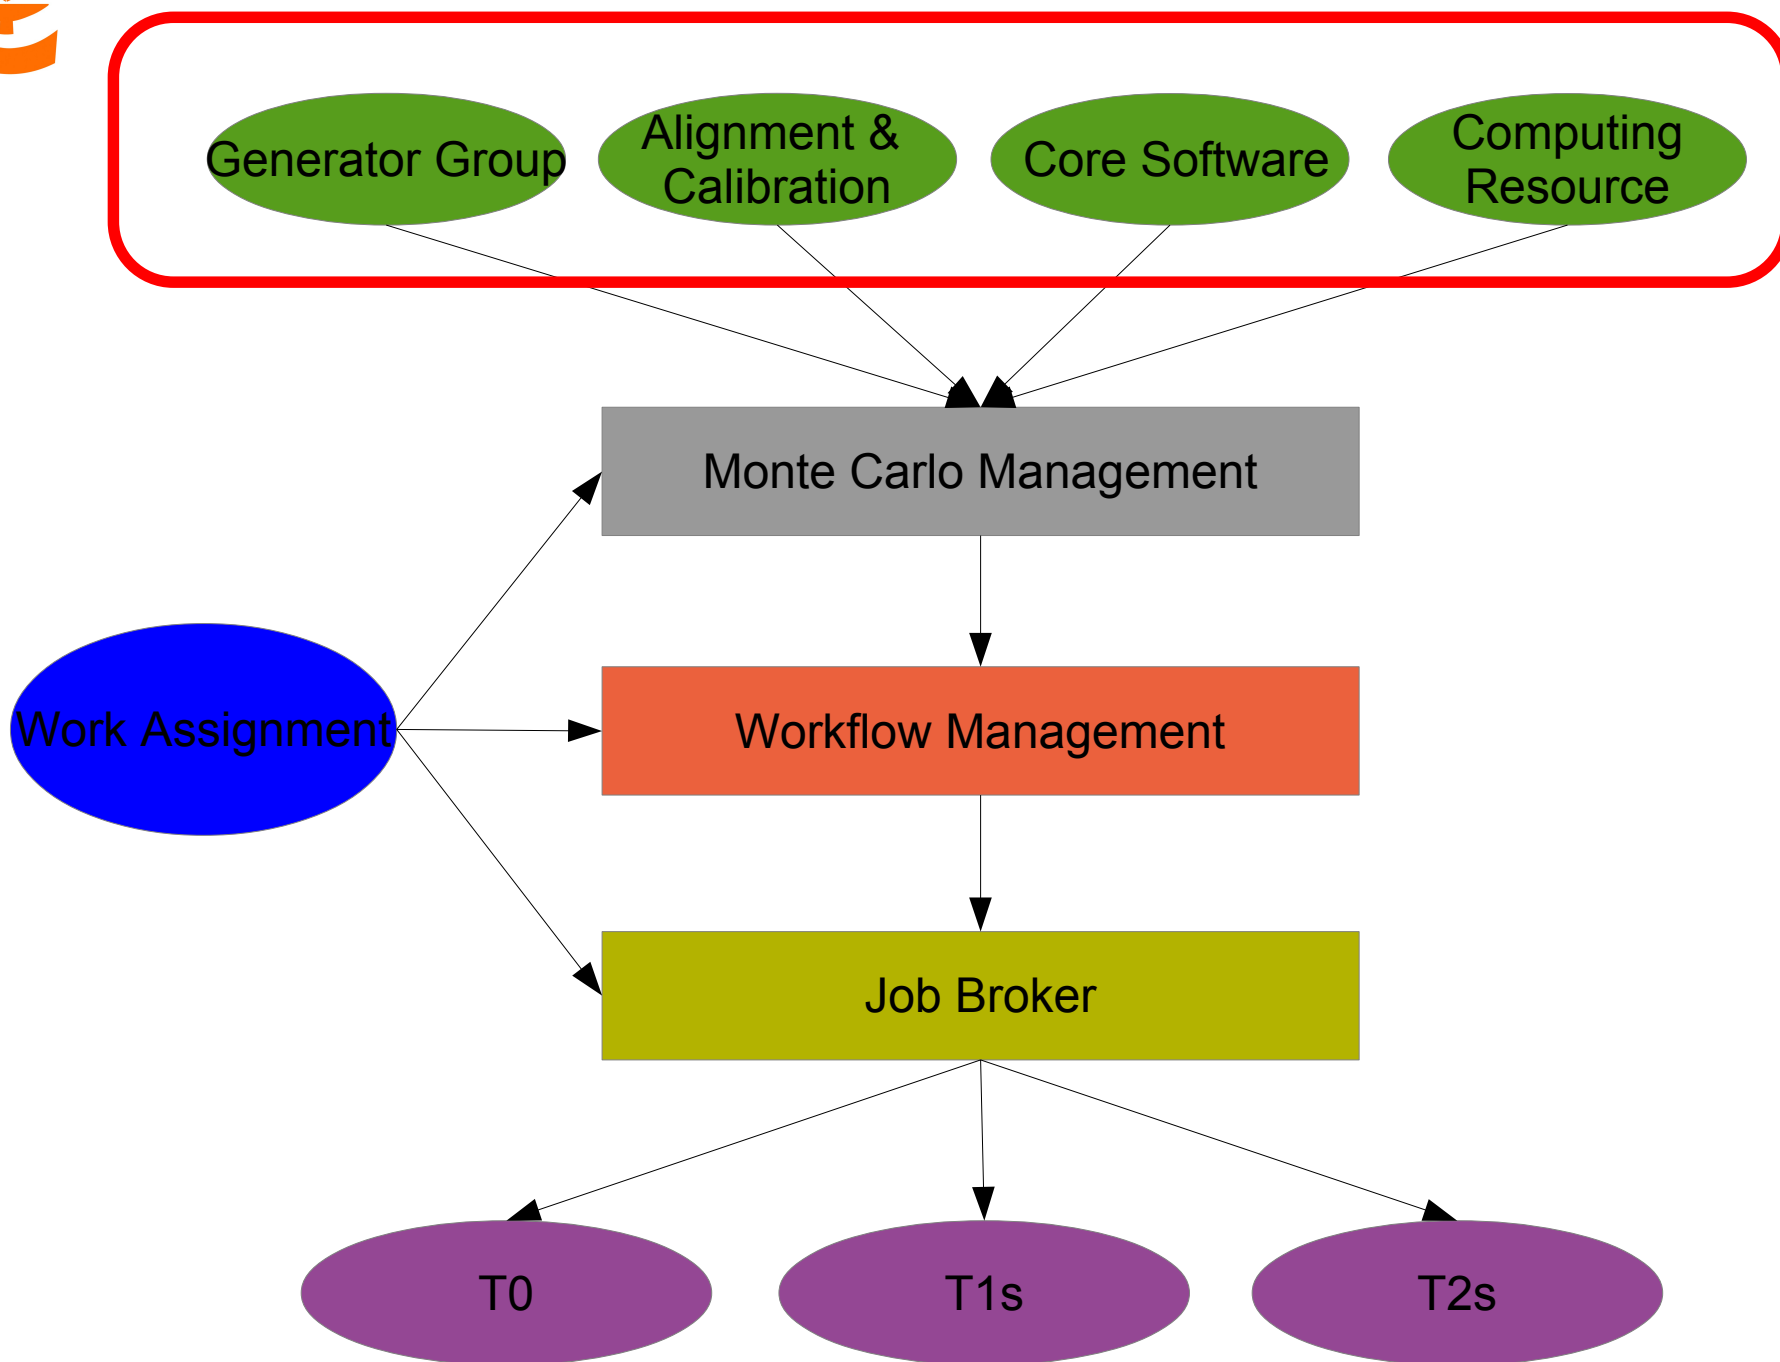 Generator Group
Alignment &
Calibration
Core Software
Computing
Resource
Monte Carlo Management
Work Assignment
Workflow Management
Job Broker
T0
T1s
T2s